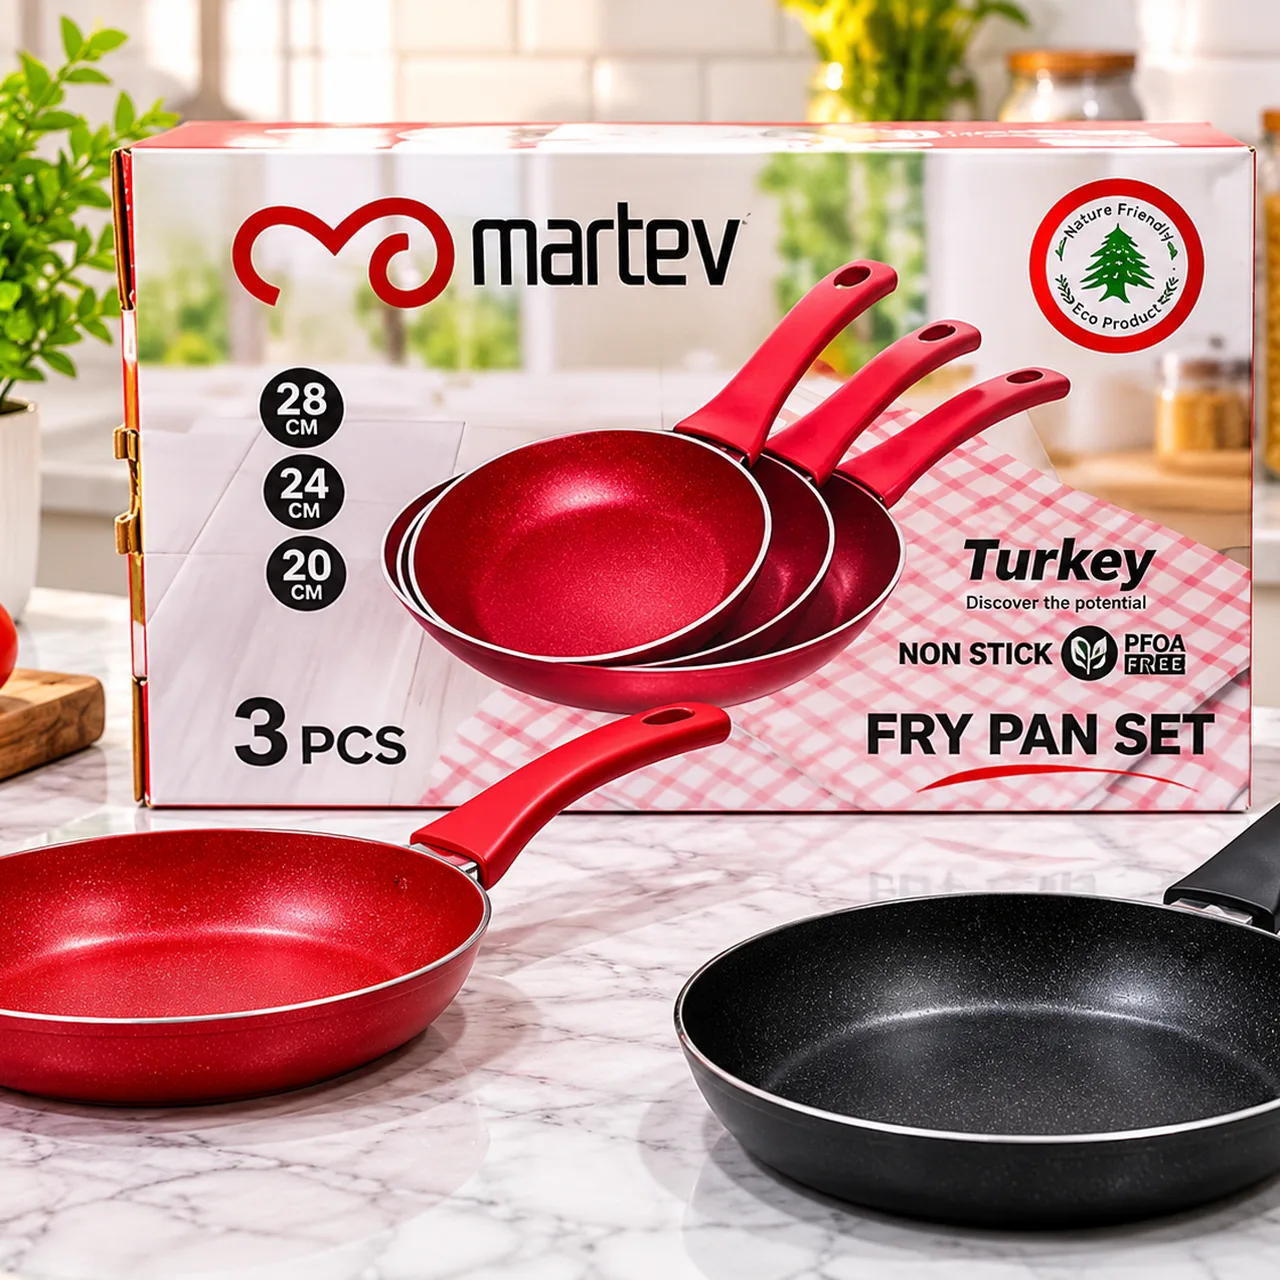 martev
Nature Friendly
Eco Product
28
CM
24
CM
20
CM
Turkey
Discover the potential
NON STICK
PFOA
FREE
3 PCS
FRY PAN SET